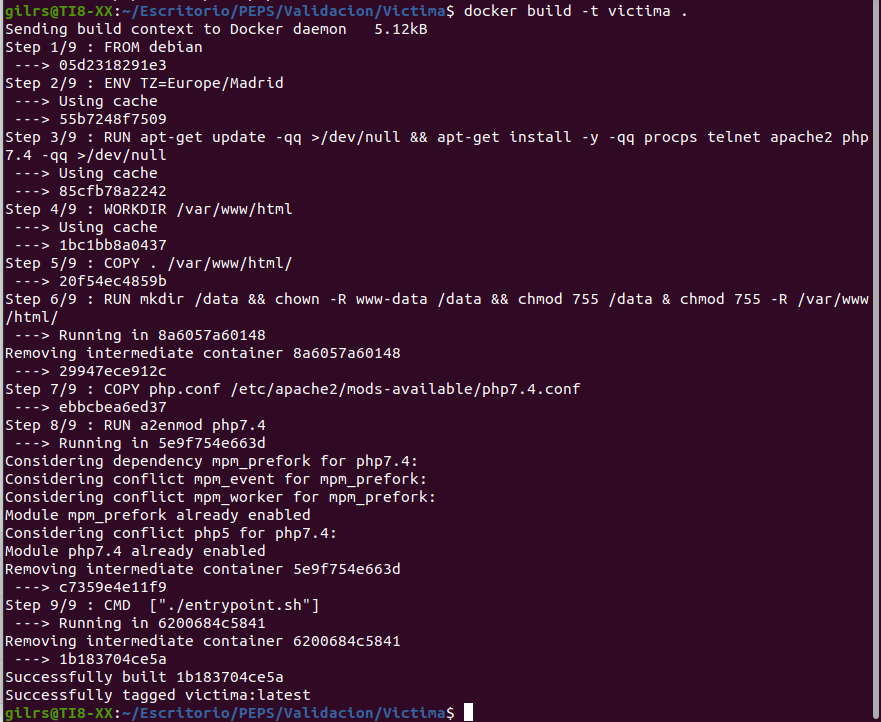 gilrs@TI8-XX:~/Escritorio/PEPS/Validacion/Victima$ docker build -t victima .
Sending build context to Docker daemon   5.12kB
Step 1/9 : FROM debian
 ---> 05d2318291e3
Step 2/9 : ENV TZ=Europe/Madrid
 ---> Using cache
 ---> 55b7248f7509
Step 3/9 : RUN apt-get update -qq >/dev/null && apt-get install -y -qq procps telnet apache2 php
7.4 -qq >/dev/null
 ---> Using cache
 ---> 85cfb78a2242
Step 4/9 : WORKDIR /var/www/html
 ---> Using cache
 ---> 1bc1bb8a0437
Step 5/9 : COPY . /var/www/html/
 ---> 20f54ec4859b
Step 6/9 : RUN mkdir /data && chown -R www-data /data && chmod 755 /data & chmod 755 -R /var/www
/html/
 ---> Running in 8a6057a60148
Removing intermediate container 8a6057a60148
 ---> 29947ece912c
Step 7/9 : COPY php.conf /etc/apache2/mods-available/php7.4.conf
 ---> ebbcbea6ed37
Step 8/9 : RUN a2enmod php7.4
 ---> Running in 5e9f754e663d
Considering dependency mpm_prefork for php7.4:
Considering conflict mpm_event for mpm_prefork:
Considering conflict mpm_worker for mpm_prefork:
Module mpm_prefork already enabled
Considering conflict php5 for php7.4:
Module php7.4 already enabled
Removing intermediate container 5e9f754e663d
 ---> c7359e4e11f9
Step 9/9 : CMD  ["./entrypoint.sh"]
 ---> Running in 6200684c5841
Removing intermediate container 6200684c5841
 ---> 1b183704ce5a
Successfully built 1b183704ce5a
Successfully tagged victima:latest
gilrs@TI8-XX:~/Escritorio/PEPS/Validacion/Victima$